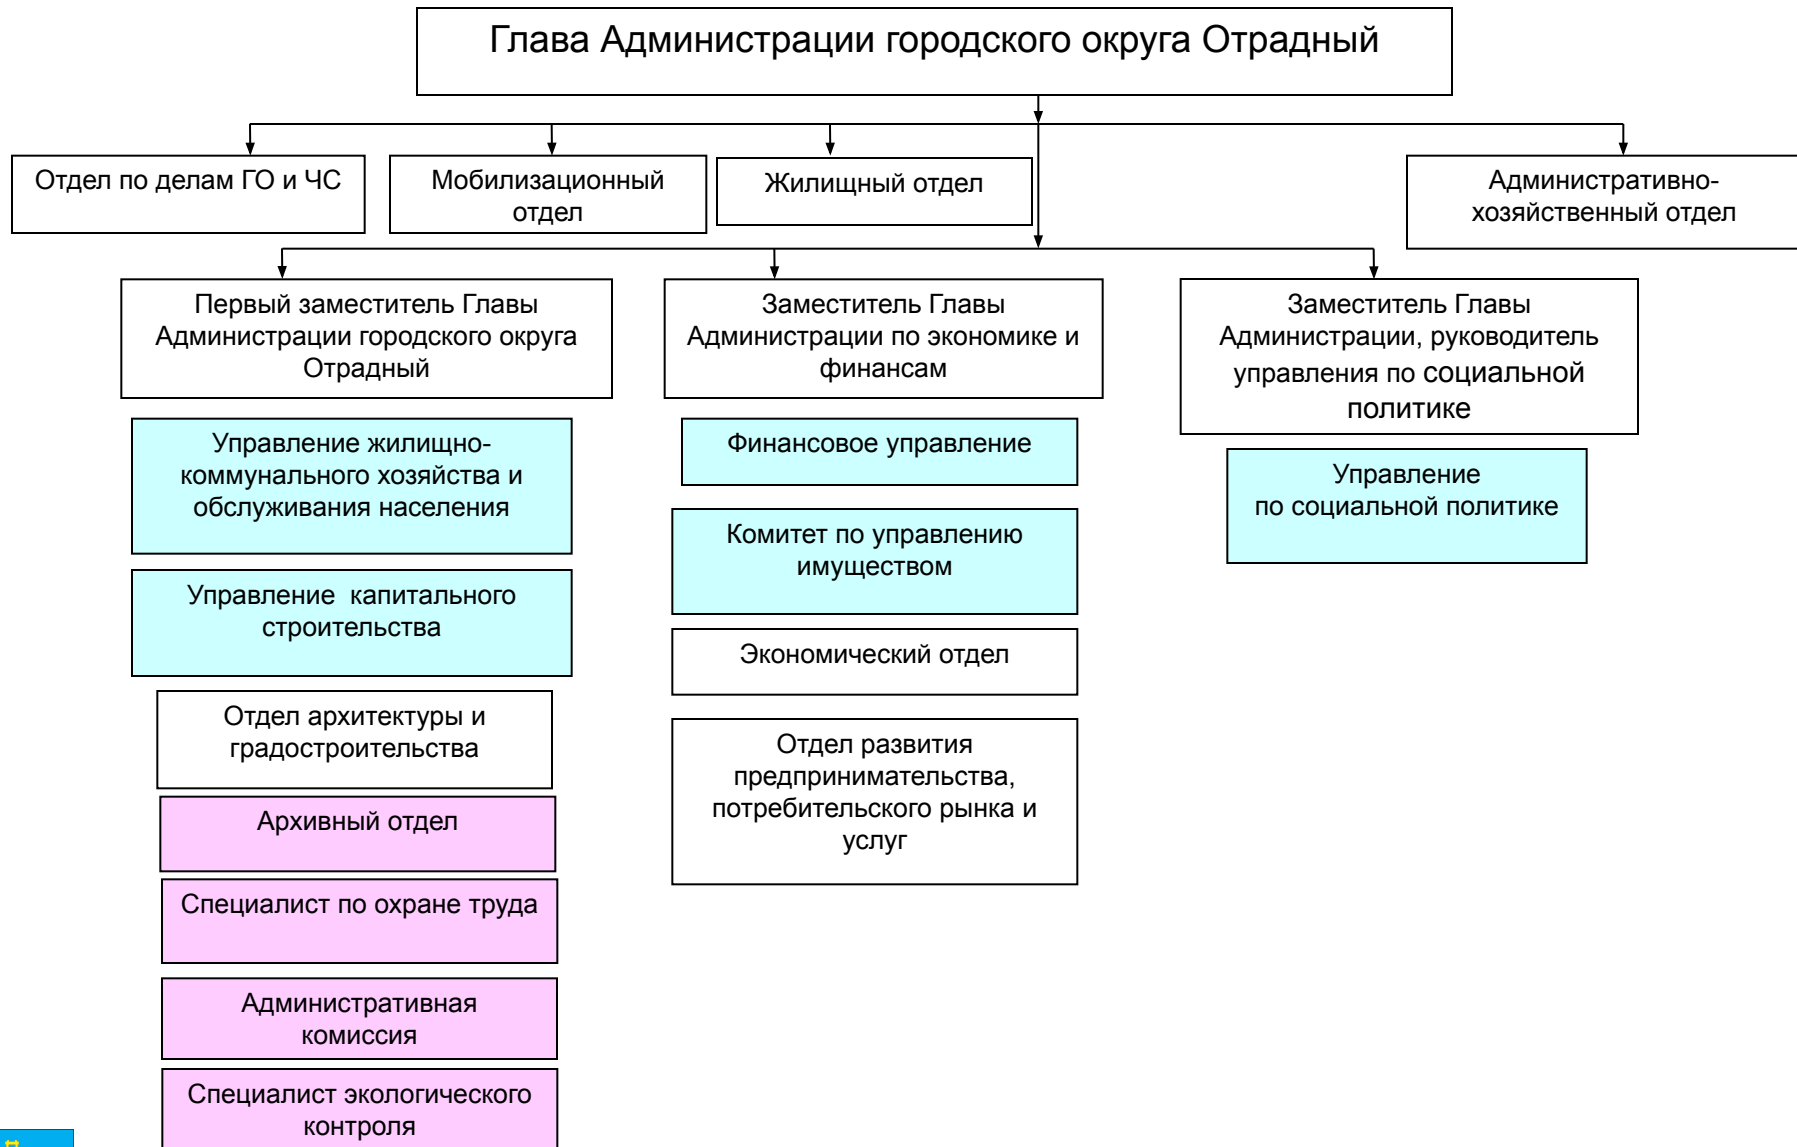 Глава Администрации городского округа Отрадный
Отдел по делам ГО и ЧС
Мобилизационный
отдел
Жилищный отдел
Административно-
хозяйственный отдел
Первый заместитель Главы
Администрации городского округа
Отрадный
Заместитель Главы
Администрации по экономике и
финансам
Заместитель Главы
Администрации, руководитель
управления по социальной
политике
Управление жилищно-
коммунального хозяйства и
обслуживания населения
Управление  капитального
строительства
Отдел архитектуры и
градостроительства
Архивный отдел
Специалист по охране труда
Административная
комиссия
Специалист экологического
контроля
Финансовое управление
Комитет по управлению
имуществом
Экономический отдел
Отдел развития
предпринимательства,
потребительского рынка и
услуг
Управление
по социальной политике